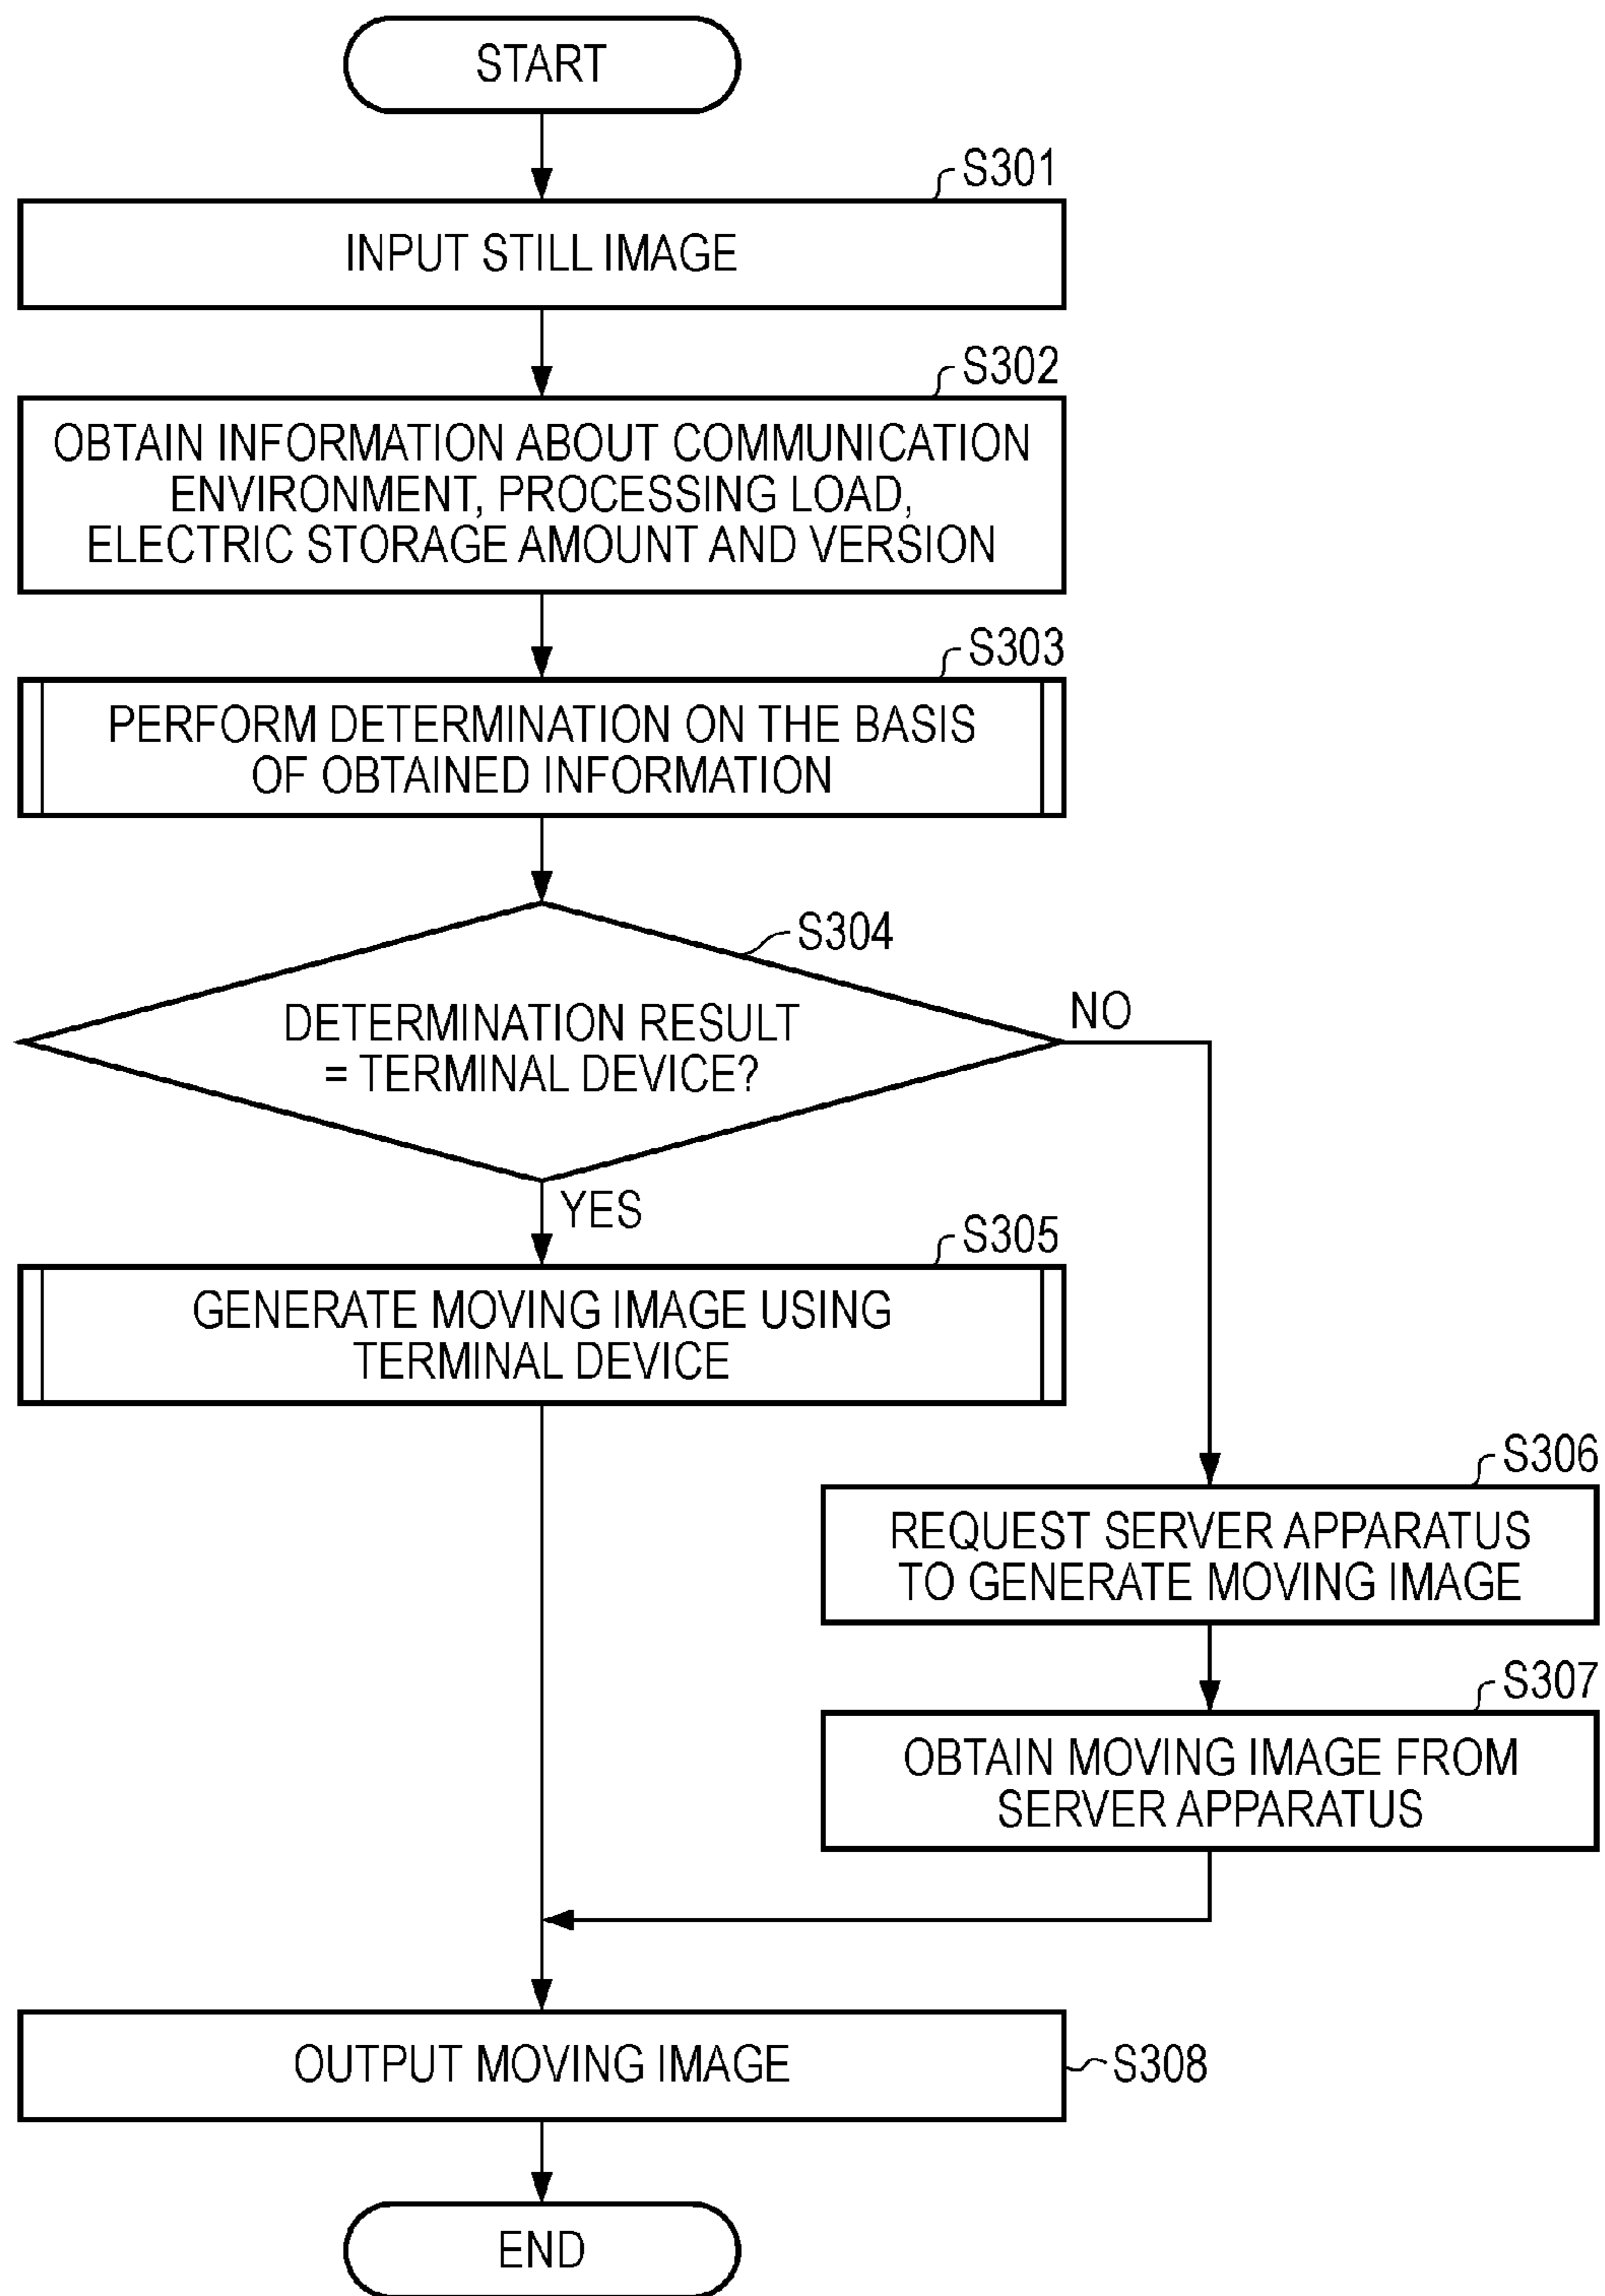 START
S301
INPUT STILL IMAGE
S302
OBTAIN INFORMATION ABOUT COMMUNICATION
ENVIRONMENT, PROCESSING LOAD,
ELECTRIC STORAGE AMOUNT AND VERSION
S303
PERFORM DETERMINATION ON THE BASIS
OF OBTAINED INFORMATION
S304
DETERMINATION RESULT
= TERMINAL DEVICE?
NO
YES
S305
GENERATE MOVING IMAGE USING
TERMINAL DEVICE
S306
REQUEST SERVER APPARATUS
TO GENERATE MOVING IMAGE
S307
OBTAIN MOVING IMAGE FROM
SERVER APPARATUS
OUTPUT MOVING IMAGE
S308
END